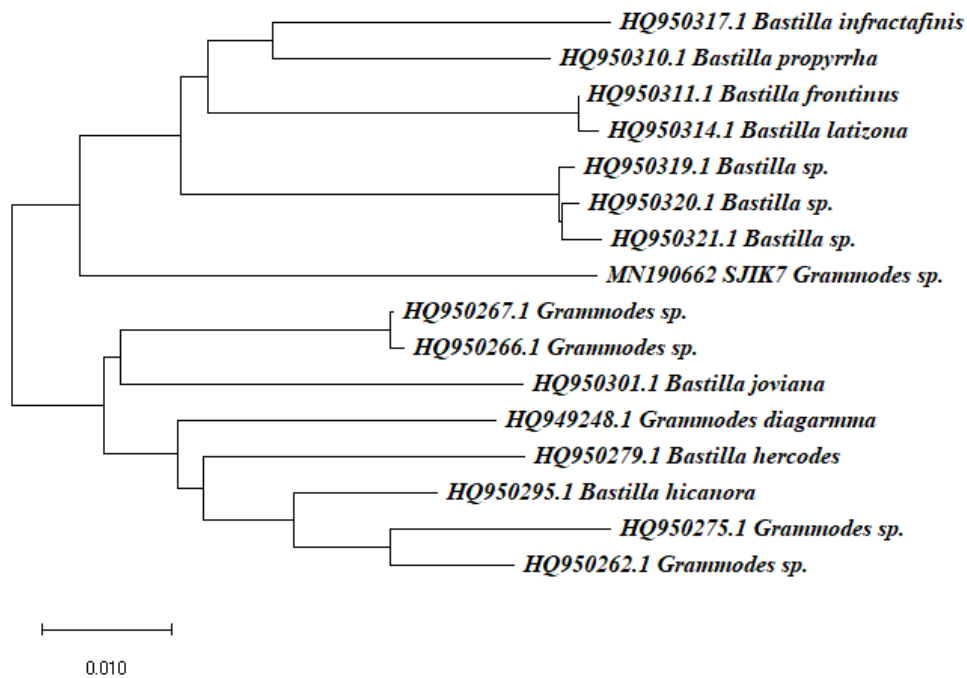 HQ950317.1 Bastilla infractafinis
HQ950310.1 Bastilla propyrrha
HQ950311.1 Bastilla frontinus
HQ950314.1 Bastilla latizona
HQ950319.1 Bastilla sp.
HQ950320.1 Bastilla sp.
HQ950321.1 Bastilla sp.
MN190662 SJIK7 Grammodes sp.
HQ950267.1 Grammodes sp.
HQ950266.1 Grammodes sp.
HQ950301.1 Bastilla joviana
HQ949248.1 Grammodes diagarmma
HQ950279.1 Bastilla hercodes
HQ950295.1 Bastilla hicanora
HQ950275.1 Grammodes sp.
HQ950262.1 Grammodes sp.
0.010